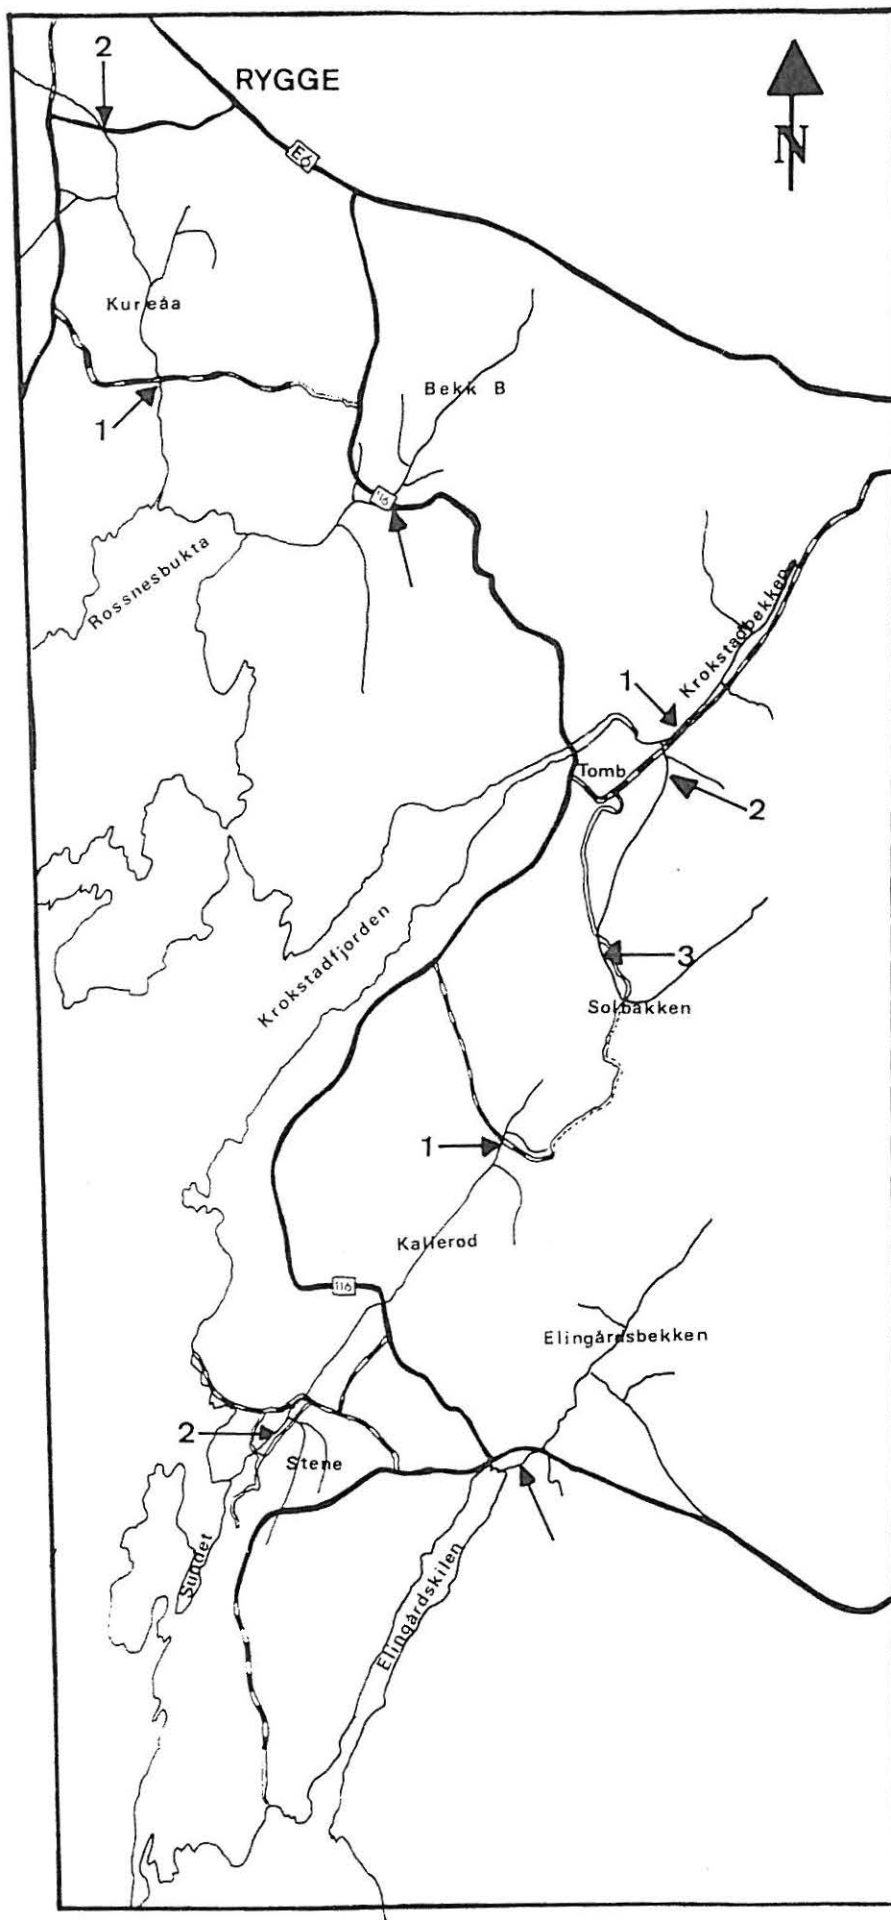 2
RYGGE
E6
N
Kureåa
Bekk B
1
116
Rossnesbukta
Krokstadbekken
1
Tomb
2
Krokstadfjorden
3
Solbakken
1
Kallerød
116
Elingårdsbekken
2
Stene
Sundet
Elingårdskilen